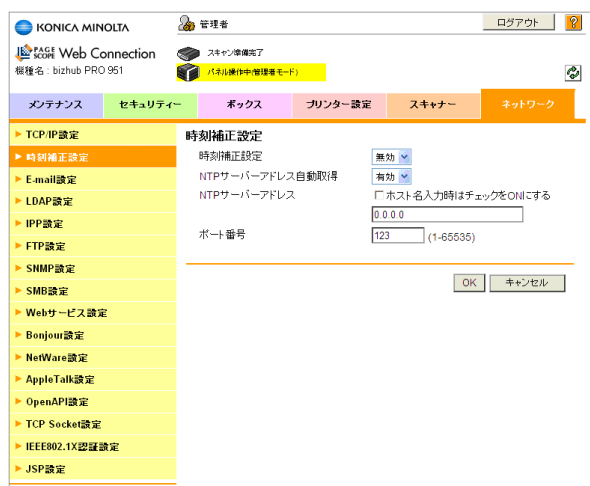 KONICA MINOLTA
管理者
ログアウト
?
PAGE SCOPE Web Connection
スキャン準備完了
機種名 : bizhub PRO 951
パネル操作中(管理者モード)
メンテナンス
セキュリティー
ボックス
プリンター設定
スキャナー
ネットワーク
TCP/IP設定
時刻補正設定
E-mail設定
LDAP設定
IPP設定
FTP設定
SNMP設定
SMB設定
Webサービス設定
Bonjour設定
NetWare設定
AppleTalk設定
OpenAPI設定
TCP Socket設定
IEEE802.1X認証設定
JSP設定
時刻補正設定
時刻補正設定 無効
NTPサーバーアドレス自動取得 有効
NTPサーバーアドレス ホスト名入力時はチェックをONにする
0.0.0.0
ポート番号 123 (1-65535)
OK キャンセル